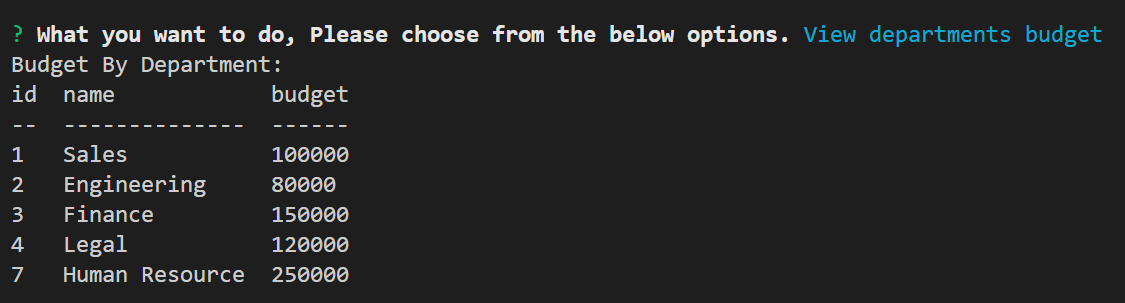 ? What you want to do, Please choose from the below options. View departments budget
Budget By Department:
id  name            budget
--  --------------  ------
1   Sales           100000
2   Engineering     80000
3   Finance         150000
4   Legal           120000
7   Human Resource  250000